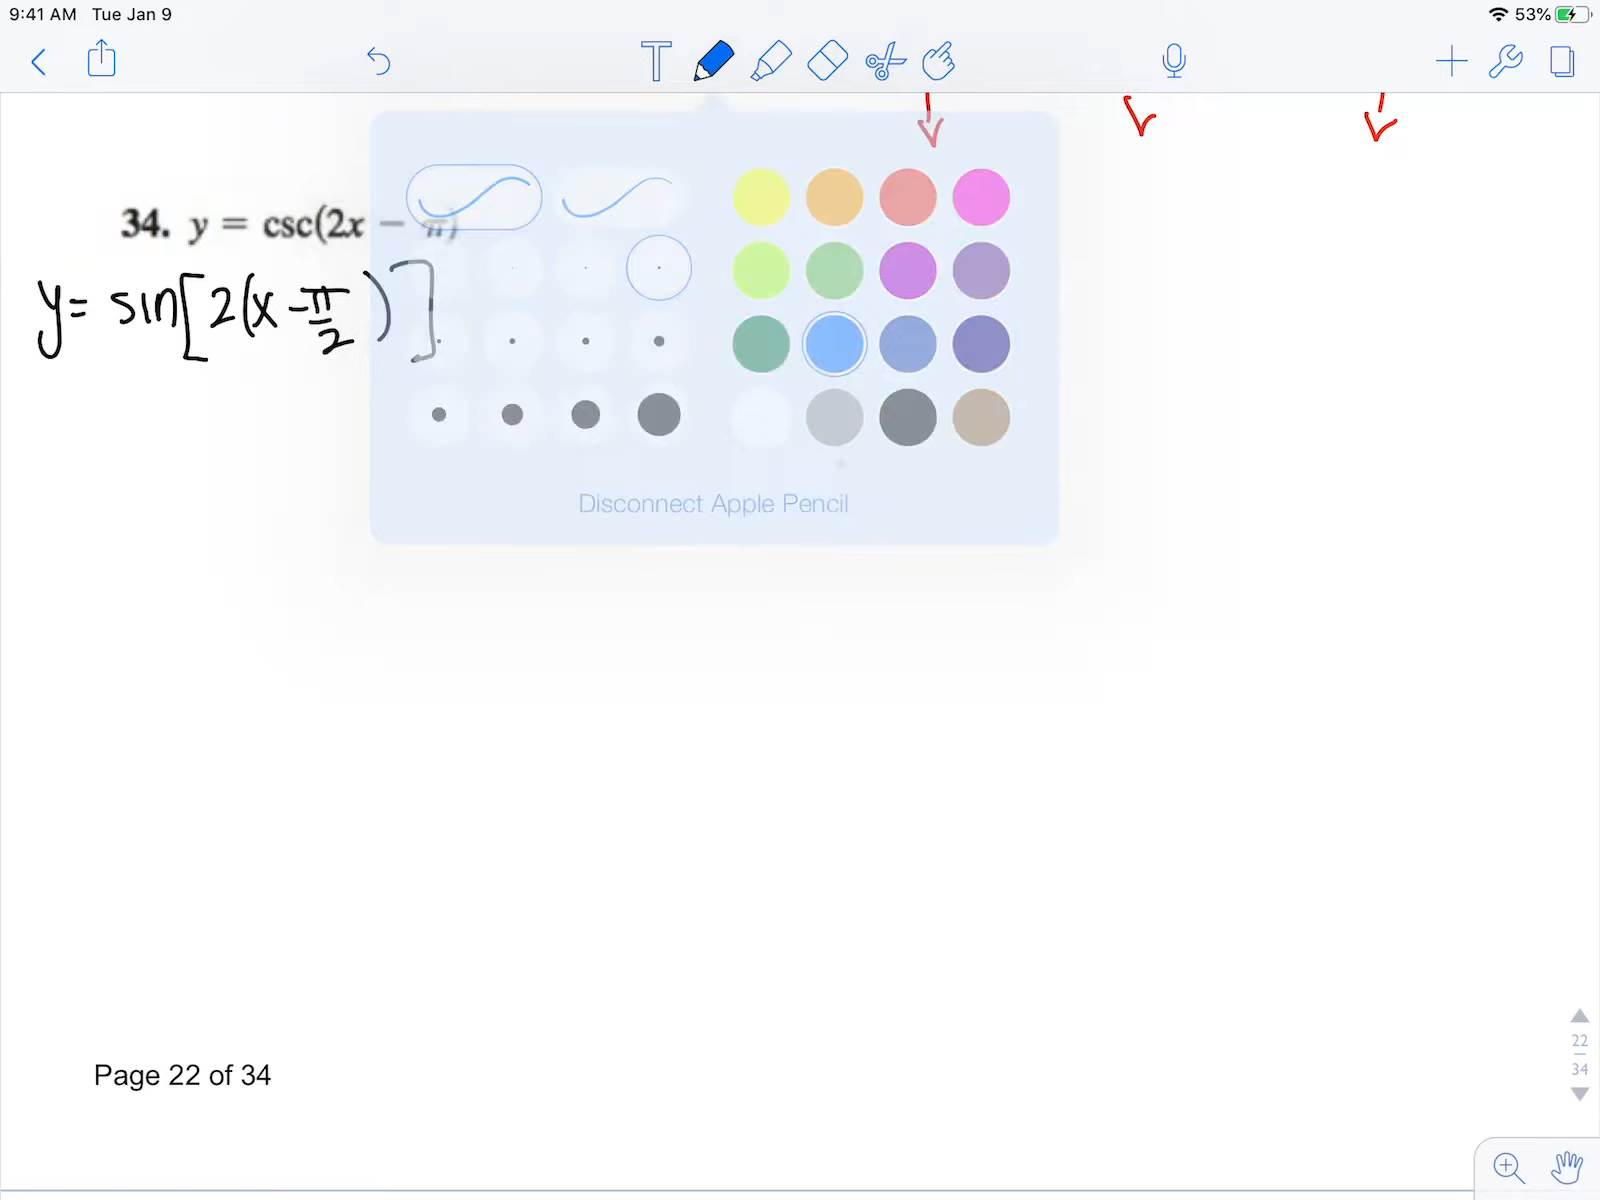 9:41 AM Tue Jan 9 53%
T
34. y = csc(2x − π)
y= sin[2(x-π/2)]
Disconnect Apple Pencil
22
34
Page 22 of 34